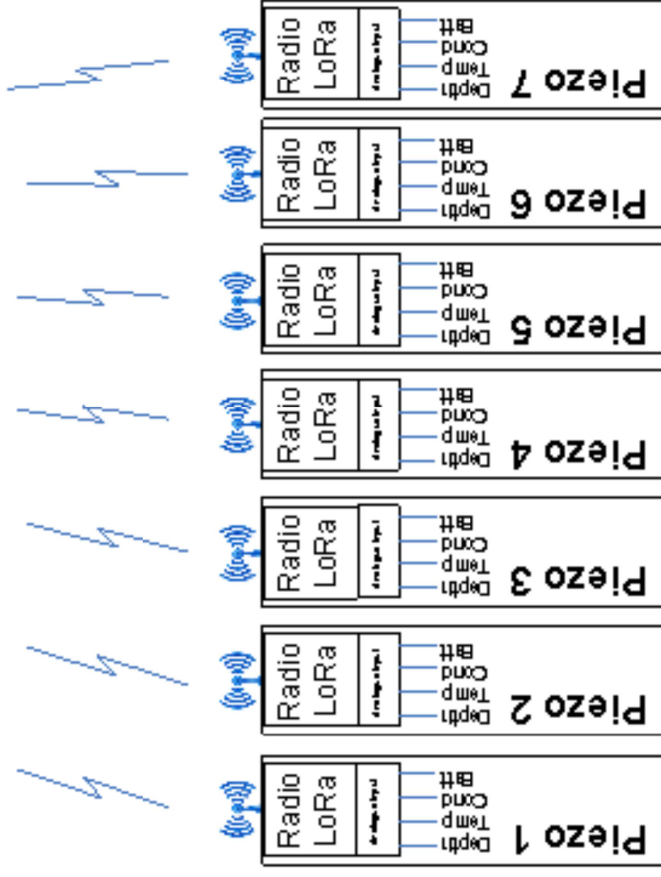 Piezo 1
Depth
Temp
Cond
Batt
Radio
LoRa
Piezo 2
Depth
Temp
Cond
Batt
Radio
LoRa
Piezo 3
Depth
Temp
Cond
Batt
Radio
LoRa
Piezo 4
Depth
Temp
Cond
Batt
Radio
LoRa
Piezo 5
Depth
Temp
Cond
Batt
Radio
LoRa
Piezo 6
Depth
Temp
Cond
Batt
Radio
LoRa
Piezo 7
Depth
Temp
Cond
Batt
Radio
LoRa